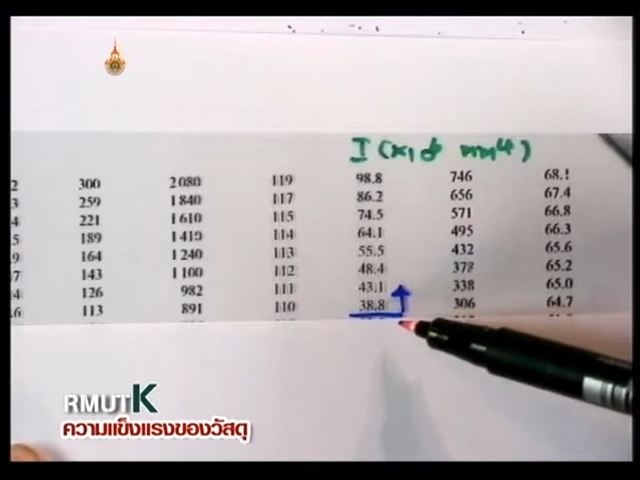 I (x10⁶ mm⁴)
2 300 2080 119 98.8 746 68.1
3 259 1840 117 86.2 656 67.4
4 221 1610 115 74.5 571 66.8
5 189 1410 114 64.1 495 66.3
9 164 1240 113 55.5 432 65.6
7 143 1100 112 48.4 378 65.2
4 126 982 111 43.1 338 65.0
.6 113 891 110 38.8 306 64.7
RMUTK
ความแข็งแรงของวัสดุ